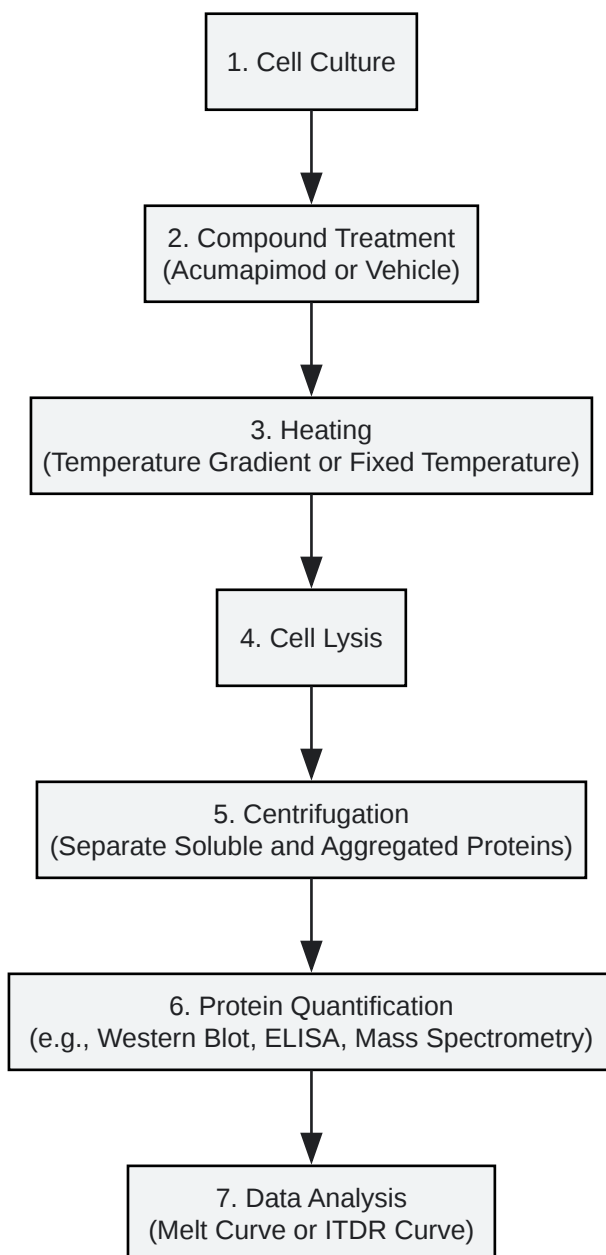 1. Cell Culture
2. Compound Treatment
(Acumapimod or Vehicle)
3. Heating
(Temperature Gradient or Fixed Temperature)
4. Cell Lysis
5. Centrifugation
(Separate Soluble and Aggregated Proteins)
6. Protein Quantification
(e.g., Western Blot, ELISA, Mass Spectrometry)
7. Data Analysis
(Melt Curve or ITDR Curve)